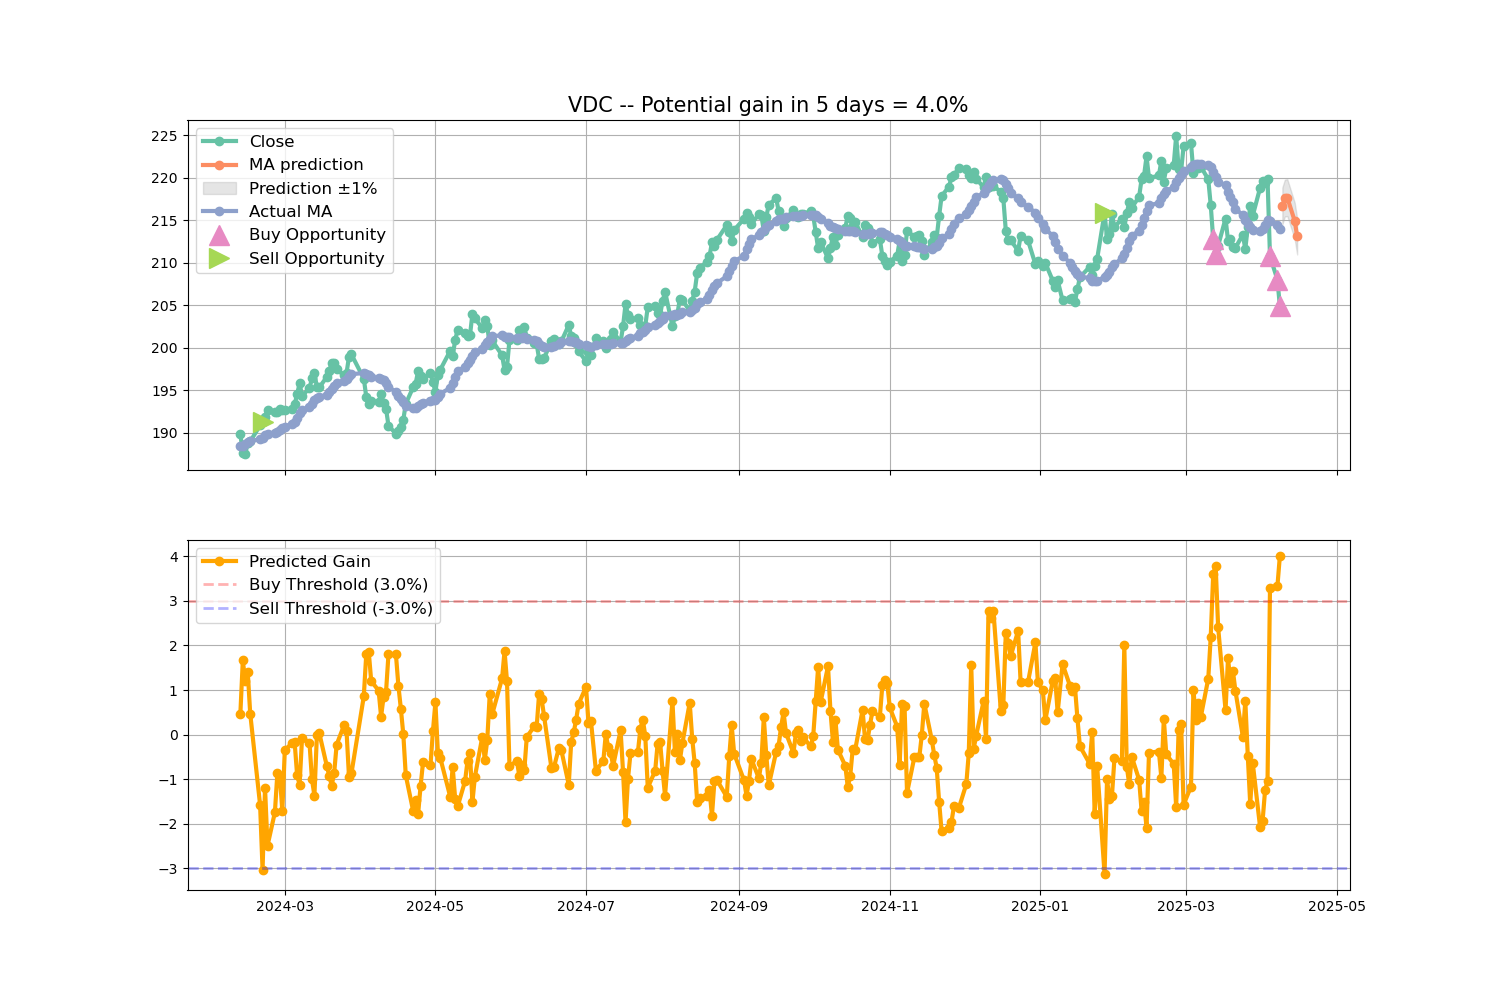 VDC -- Potential gain in 5 days = 4.0%
225
220
215
210
205
200
195
190
Close
MA prediction
Prediction ±1%
Actual MA
Buy Opportunity
Sell Opportunity
4
3
2
1
0
−1
−2
−3
Predicted Gain
Buy Threshold (3.0%)
Sell Threshold (-3.0%)
2024-03
2024-05
2024-07
2024-09
2024-11
2025-01
2025-03
2025-05